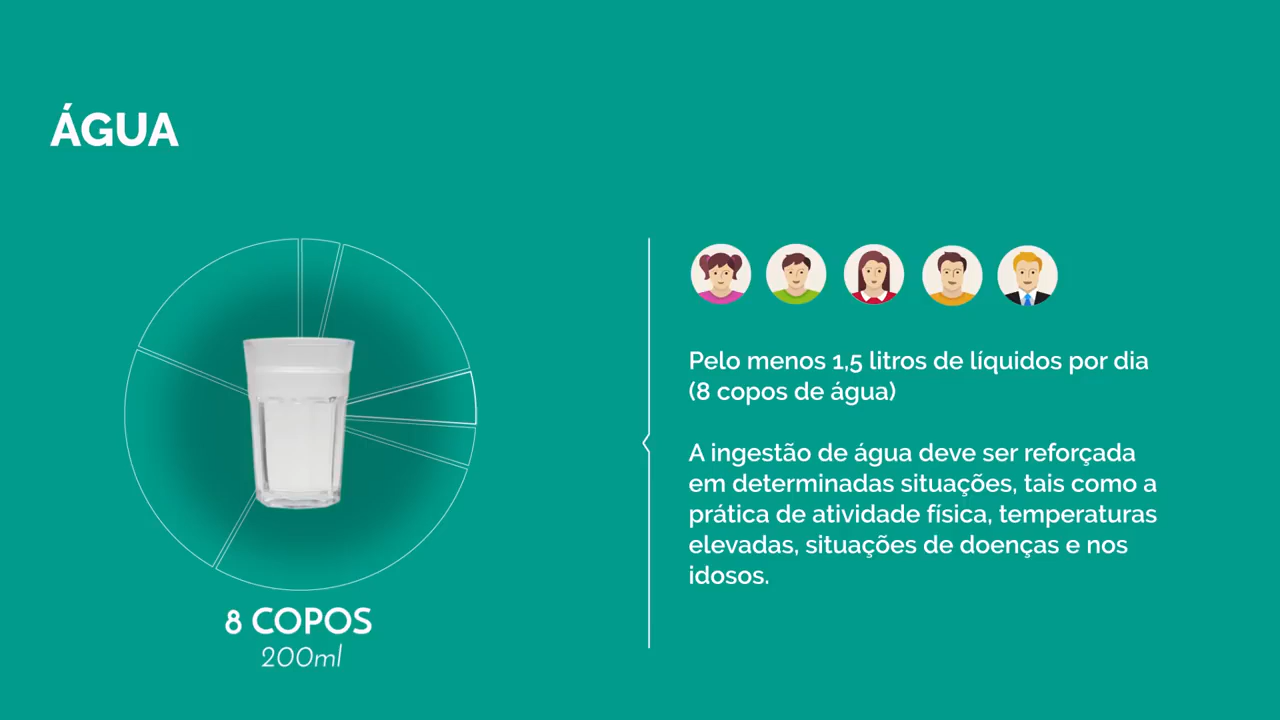 ÁGUA
8 COPOS
200ml
Pelo menos 1,5 litros de líquidos por dia
(8 copos de água)
A ingestão de água deve ser reforçada
em determinadas situações, tais como a
prática de atividade física, temperaturas
elevadas, situações de doenças e nos
idosos.